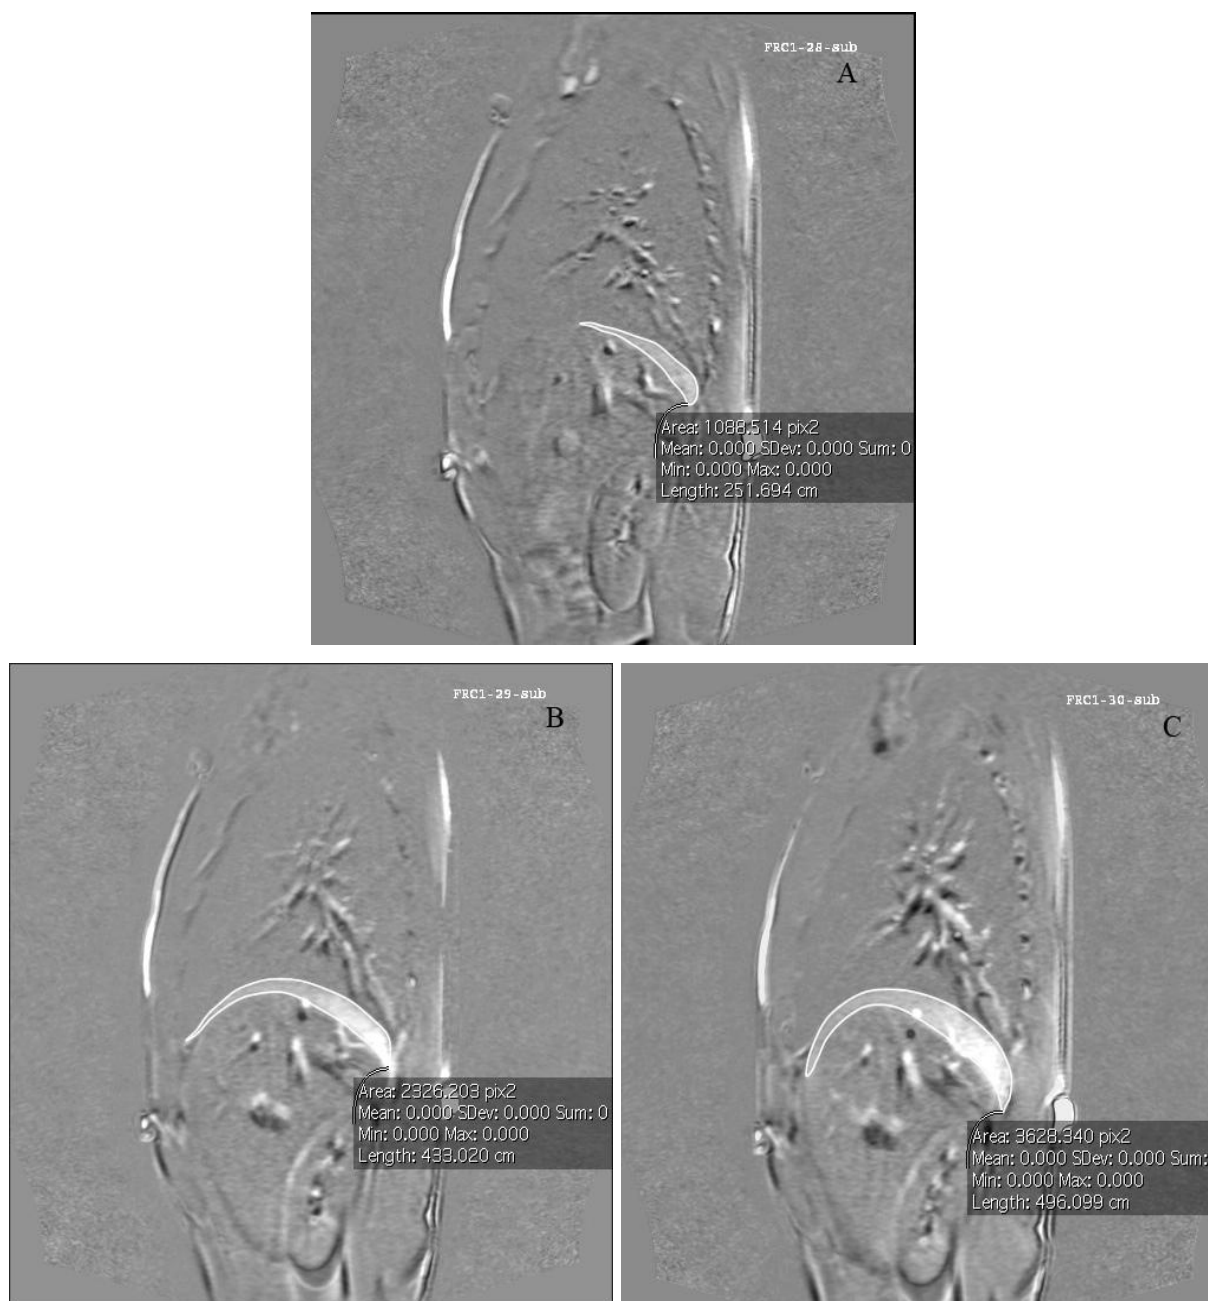 FRC1-28-sub
A
Area: 1088.514 pix2
Mean: 0.000 SDev: 0.000 Sum: 0
Min: 0.000 Max: 0.000
Length: 251.694 cm
FRC1-29-sub
B
Area: 2326.203 pix2
Mean: 0.000 SDev: 0.000 Sum: 0
Min: 0.000 Max: 0.000
Length: 433.020 cm
FRC1-30-sub
C
Area: 3628.340 pix2
Mean: 0.000 SDev: 0.000 Sum:
Min: 0.000 Max: 0.000
Length: 496.099 cm